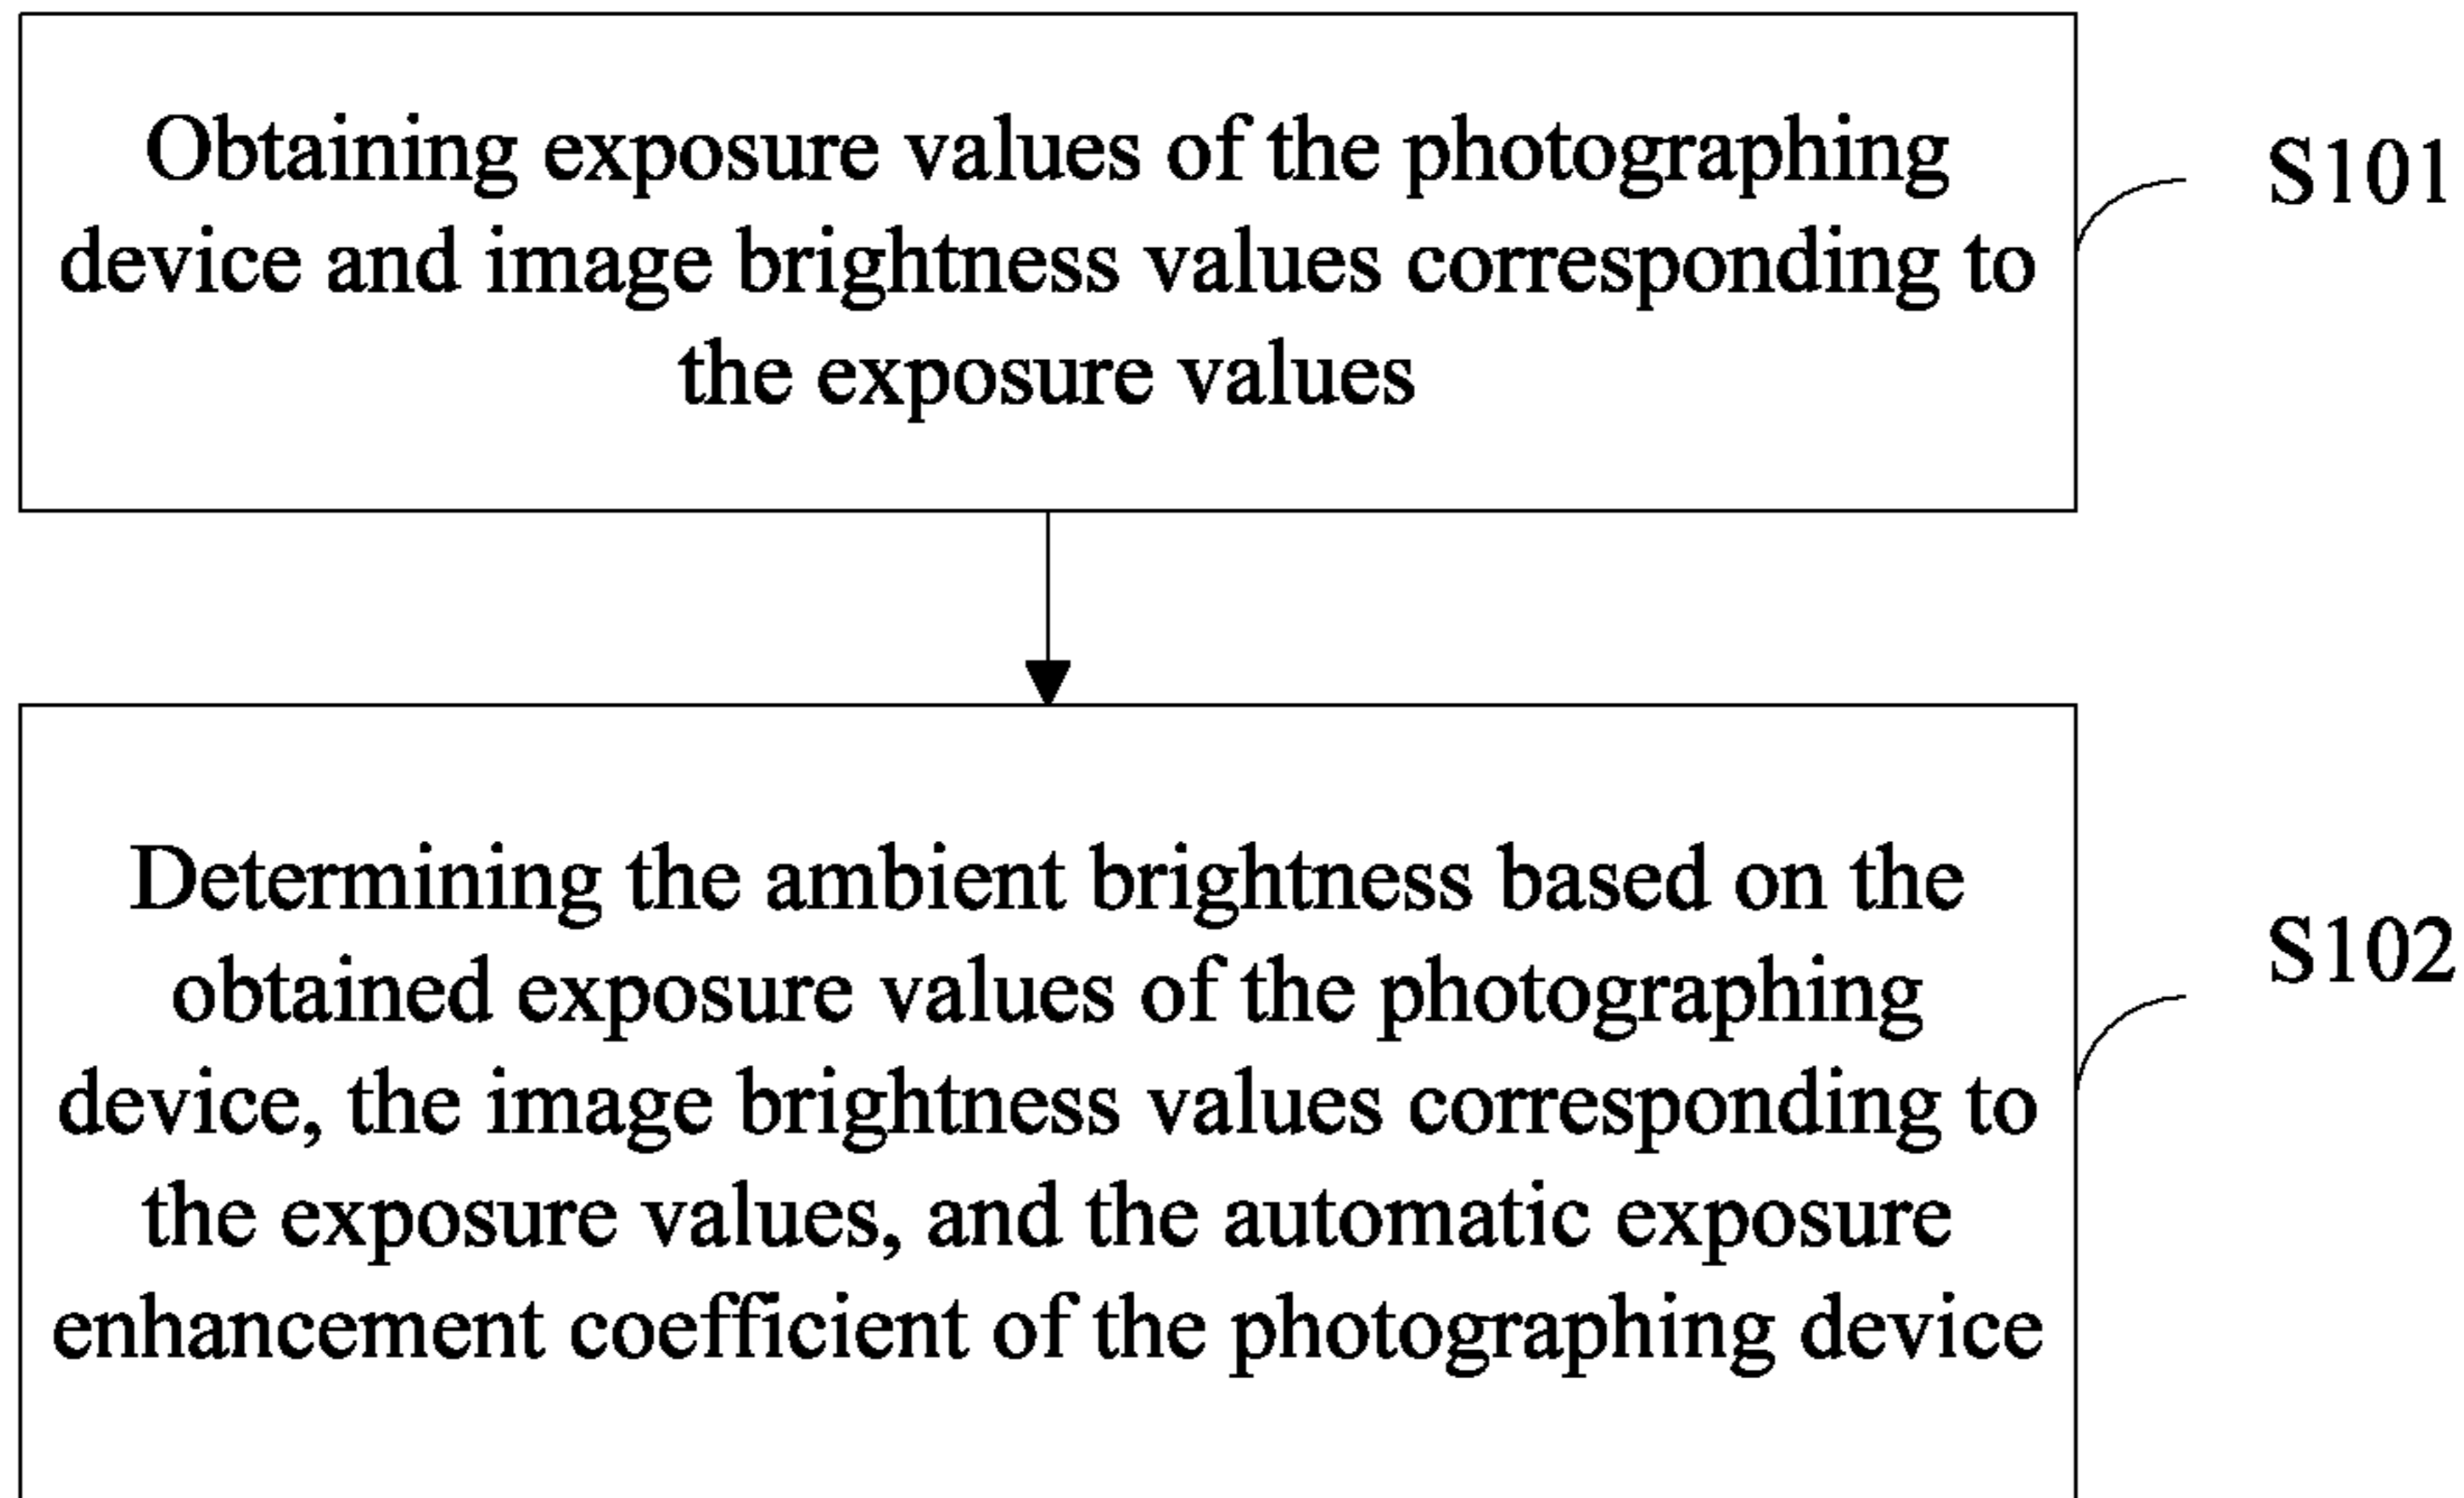 Obtaining exposure values of the photographing
device and image brightness values corresponding to
the exposure values
S101
Determining the ambient brightness based on the
obtained exposure values of the photographing
device, the image brightness values corresponding to
the exposure values, and the automatic exposure
enhancement coefficient of the photographing device
S102